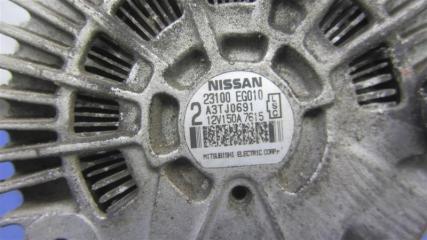 NISSAN
23100 EG010
2 A3TJ0691
12V150A 7615
MITSUBISHI ELECTRIC CORP.